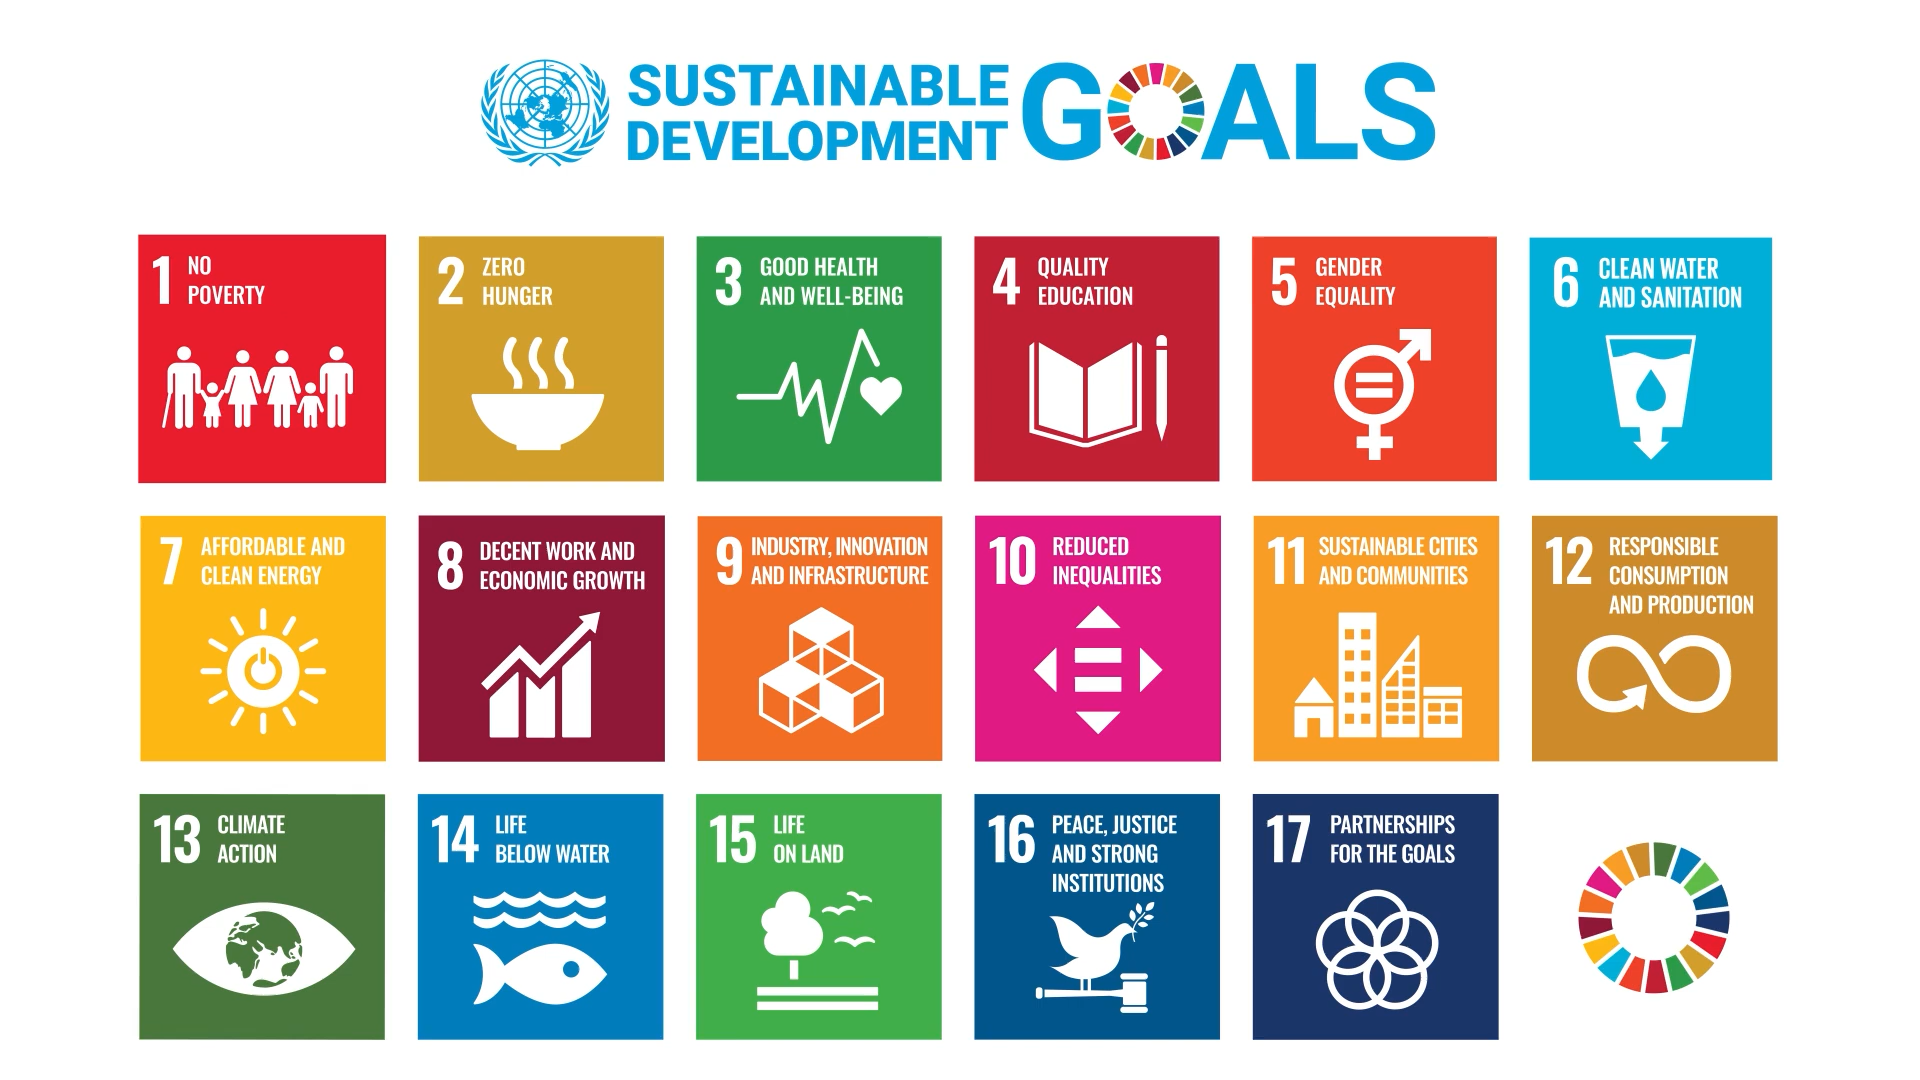 SUSTAINABLE
DEVELOPMENT
GOALS
1 NO
POVERTY
2 ZERO
HUNGER
3 GOOD HEALTH
AND WELL-BEING
4 QUALITY
EDUCATION
5 GENDER
EQUALITY
6 CLEAN WATER
AND SANITATION
7 AFFORDABLE AND
CLEAN ENERGY
8 DECENT WORK AND
ECONOMIC GROWTH
9 INDUSTRY, INNOVATION
AND INFRASTRUCTURE
10 REDUCED
INEQUALITIES
11 SUSTAINABLE CITIES
AND COMMUNITIES
12 RESPONSIBLE
CONSUMPTION
AND PRODUCTION
13 CLIMATE
ACTION
14 LIFE
BELOW WATER
15 LIFE
ON LAND
16 PEACE, JUSTICE
AND STRONG
INSTITUTIONS
17 PARTNERSHIPS
FOR THE GOALS